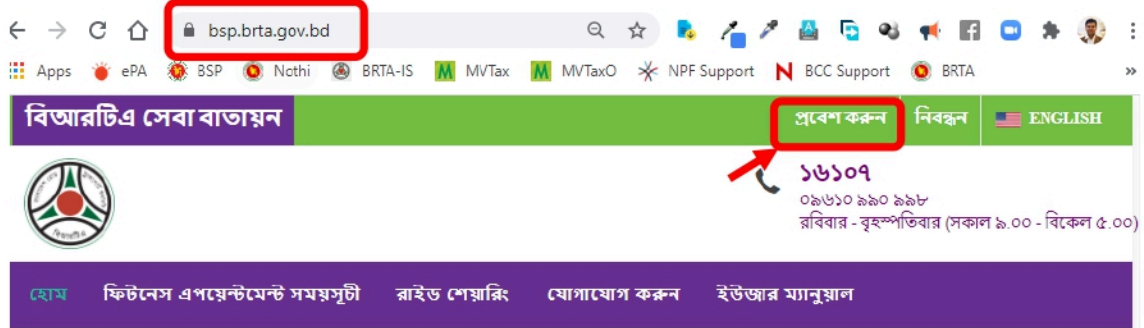 bsp.brta.gov.bd
Apps ePA BSP Nothi BRTA-IS MVTax MVTaxO NPF Support BCC Support BRTA »
বিআরটিএ সেবা বাতায়ন প্রবেশ করুন নিবন্ধন ENGLISH
১৬১০৭
০৯৬১০ ৯৯০ ৯৯৮
রবিবার - বৃহস্পতিবার (সকাল ৯.০০ - বিকেল ৫.০০)
হোম ফিটনেস এপয়েন্টমেন্ট সময়সূচী রাইড শেয়ারিং যোগাযোগ করুন ইউজার ম্যানুয়াল